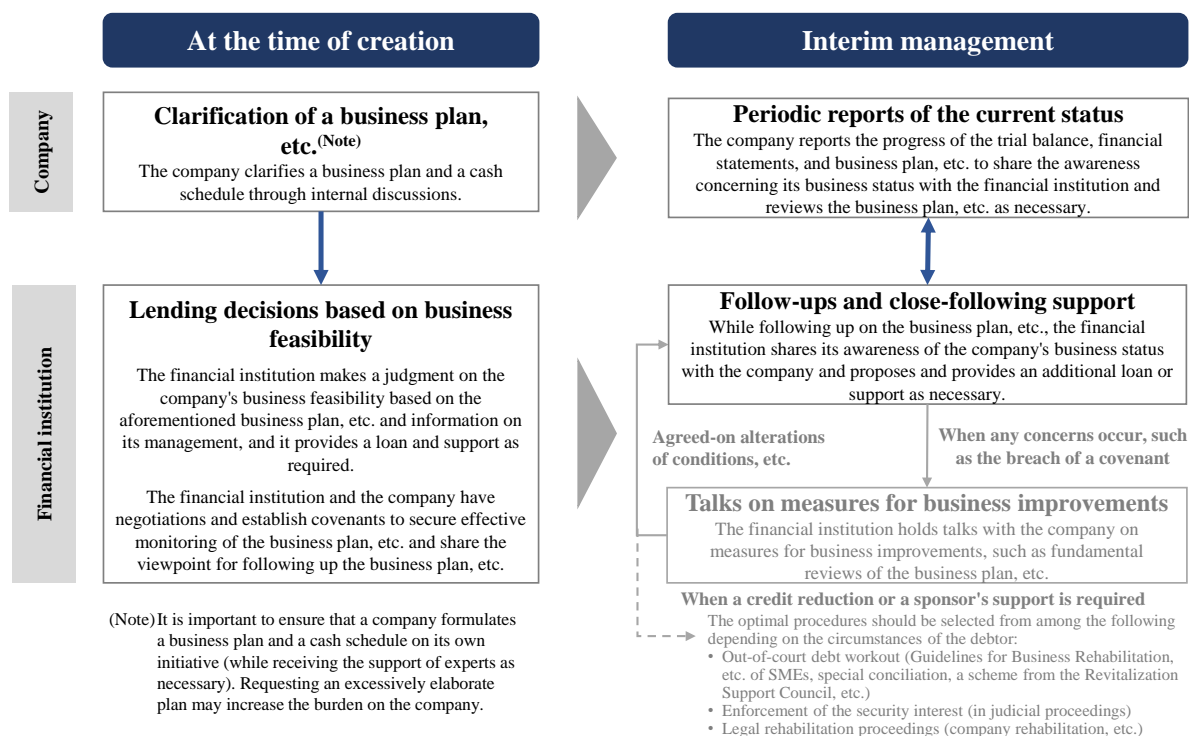 At the time of creation
Interim management
Company
Clarification of a business plan,
etc.(Note)
The company clarifies a business plan and a cash
schedule through internal discussions.
Periodic reports of the current status
The company reports the progress of the trial balance, financial
statements, and business plan, etc. to share the awareness
concerning its business status with the financial institution and
reviews the business plan, etc. as necessary.
Financial institution
Lending decisions based on business
feasibility
The financial institution makes a judgment on the
company's business feasibility based on the
aforementioned business plan, etc. and information on
its management, and it provides a loan and support as
required.
The financial institution and the company have
negotiations and establish covenants to secure effective
monitoring of the business plan, etc. and share the
viewpoint for following up the business plan, etc.
(Note)It is important to ensure that a company formulates
a business plan and a cash schedule on its own
initiative (while receiving the support of experts as
necessary). Requesting an excessively elaborate
plan may increase the burden on the company.
Follow-ups and close-following support
While following up on the business plan, etc., the financial
institution shares its awareness of the company's business status
with the company and proposes and provides an additional loan or
support as necessary.
Agreed-on alterations
of conditions, etc.
When any concerns occur, such
as the breach of a covenant
Talks on measures for business improvements
The financial institution holds talks with the company on
measures for business improvements, such as fundamental
reviews of the business plan, etc.
When a credit reduction or a sponsor's support is required
The optimal procedures should be selected from among the following
depending on the circumstances of the debtor:
• Out-of-court debt workout (Guidelines for Business Rehabilitation,
etc. of SMEs, special conciliation, a scheme from the Revitalization
Support Council, etc.)
• Enforcement of the security interest (in judicial proceedings)
• Legal rehabilitation proceedings (company rehabilitation, etc.)